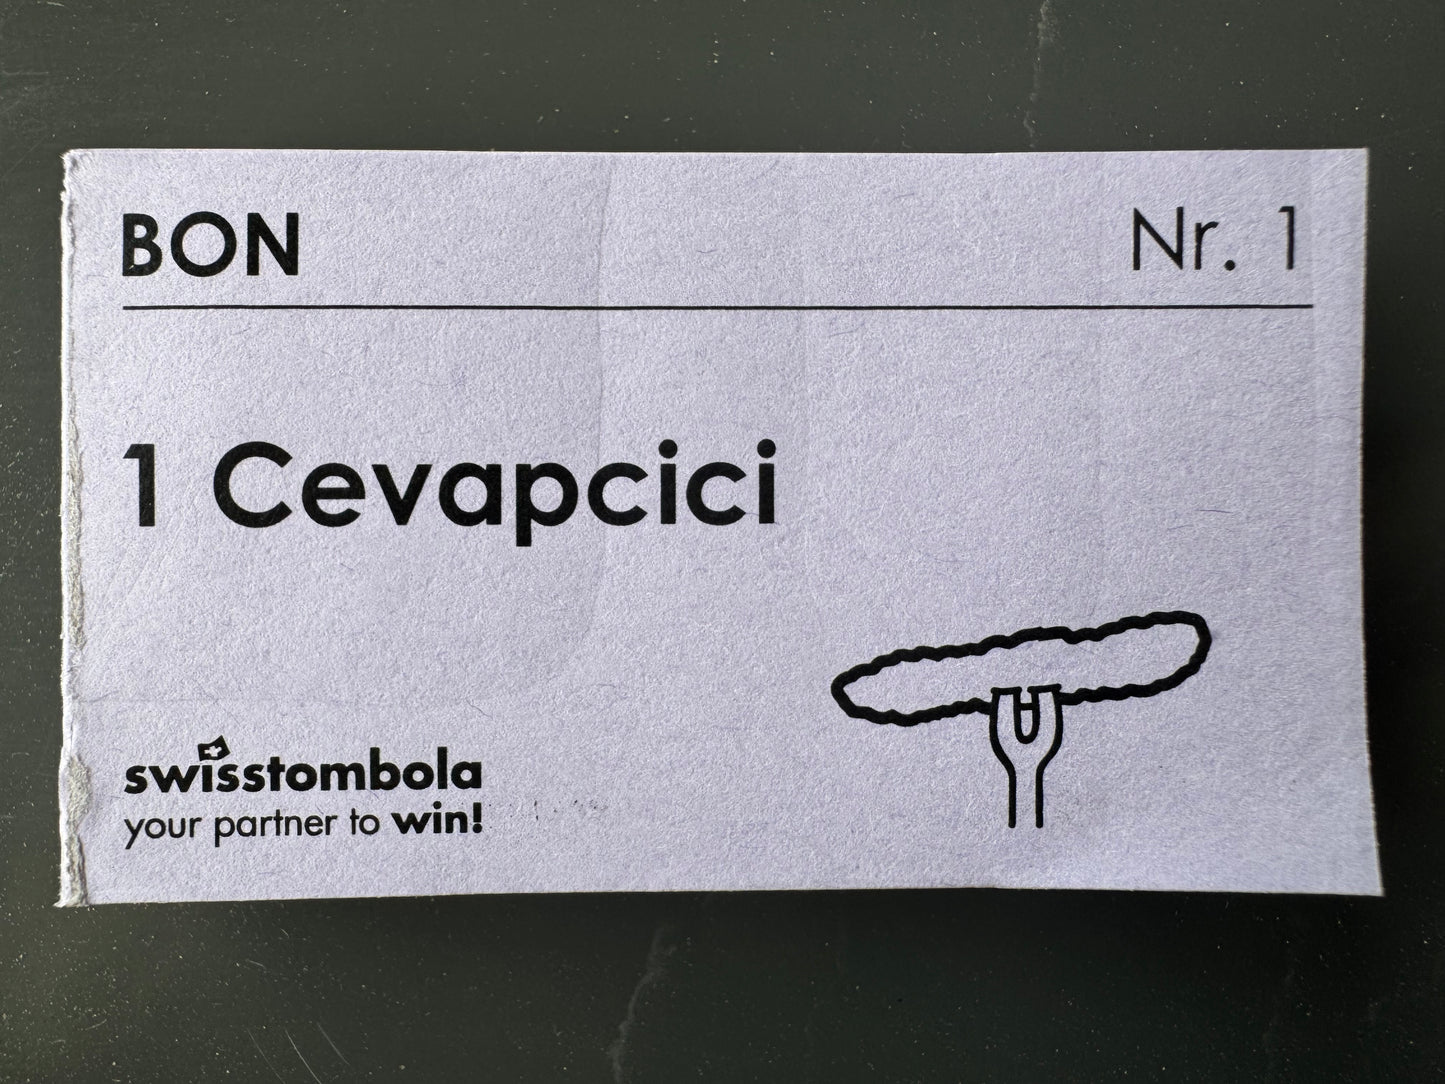 BON
Nr. 1
1 Cevapcici
swisstombola
your partner to win!